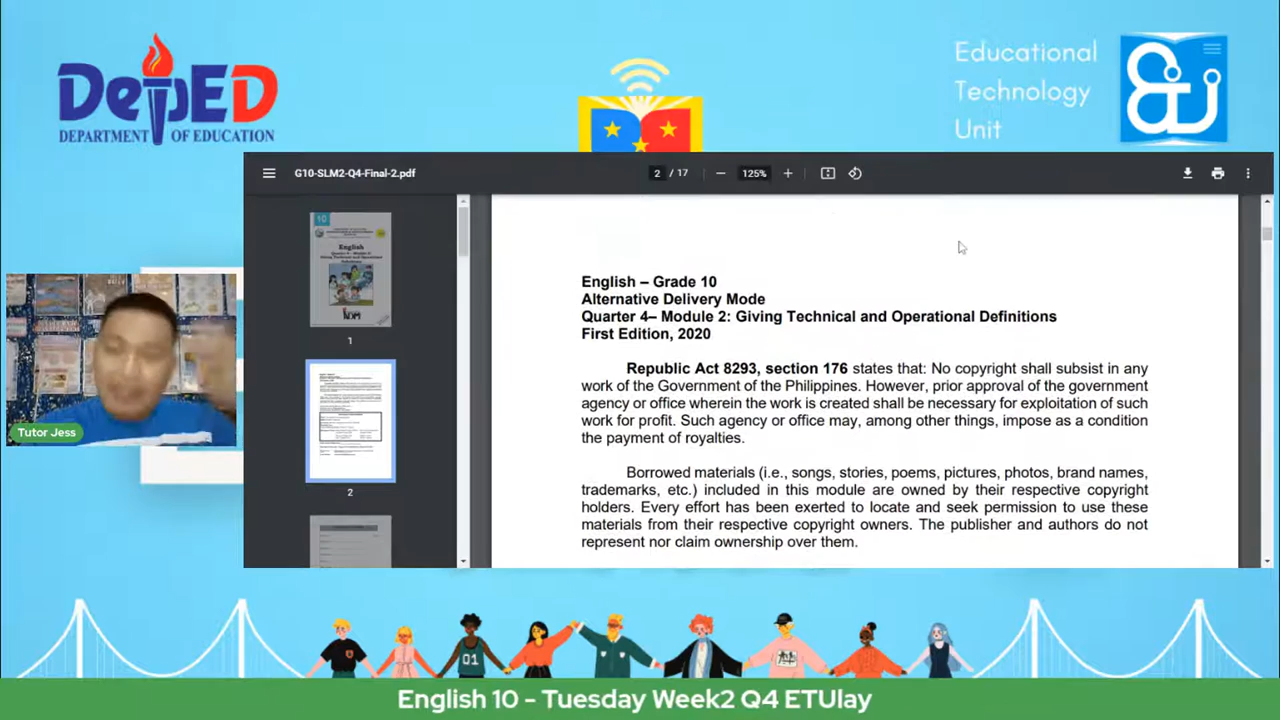 DepED
DEPARTMENT OF EDUCATION
Educational
Technology
Unit
G10-SLM2-Q4-Final-2.pdf
2 / 17
125%
10
English
1
2
English – Grade 10
Alternative Delivery Mode
Quarter 4– Module 2: Giving Technical and Operational Definitions
First Edition, 2020
Republic Act 8293, section 176 states that: No copyright shall subsist in any
work of the Government of the Philippines. However, prior approval of the government
agency or office wherein the work is created shall be necessary for exploitation of such
work for profit. Such agency or office may, among other things, impose as a condition
the payment of royalties.
Borrowed materials (i.e., songs, stories, poems, pictures, photos, brand names,
trademarks, etc.) included in this module are owned by their respective copyright
holders. Every effort has been exerted to locate and seek permission to use these
materials from their respective copyright owners. The publisher and authors do not
represent nor claim ownership over them.
Tutor Jess
01
English 10 - Tuesday Week2 Q4 ETUlay